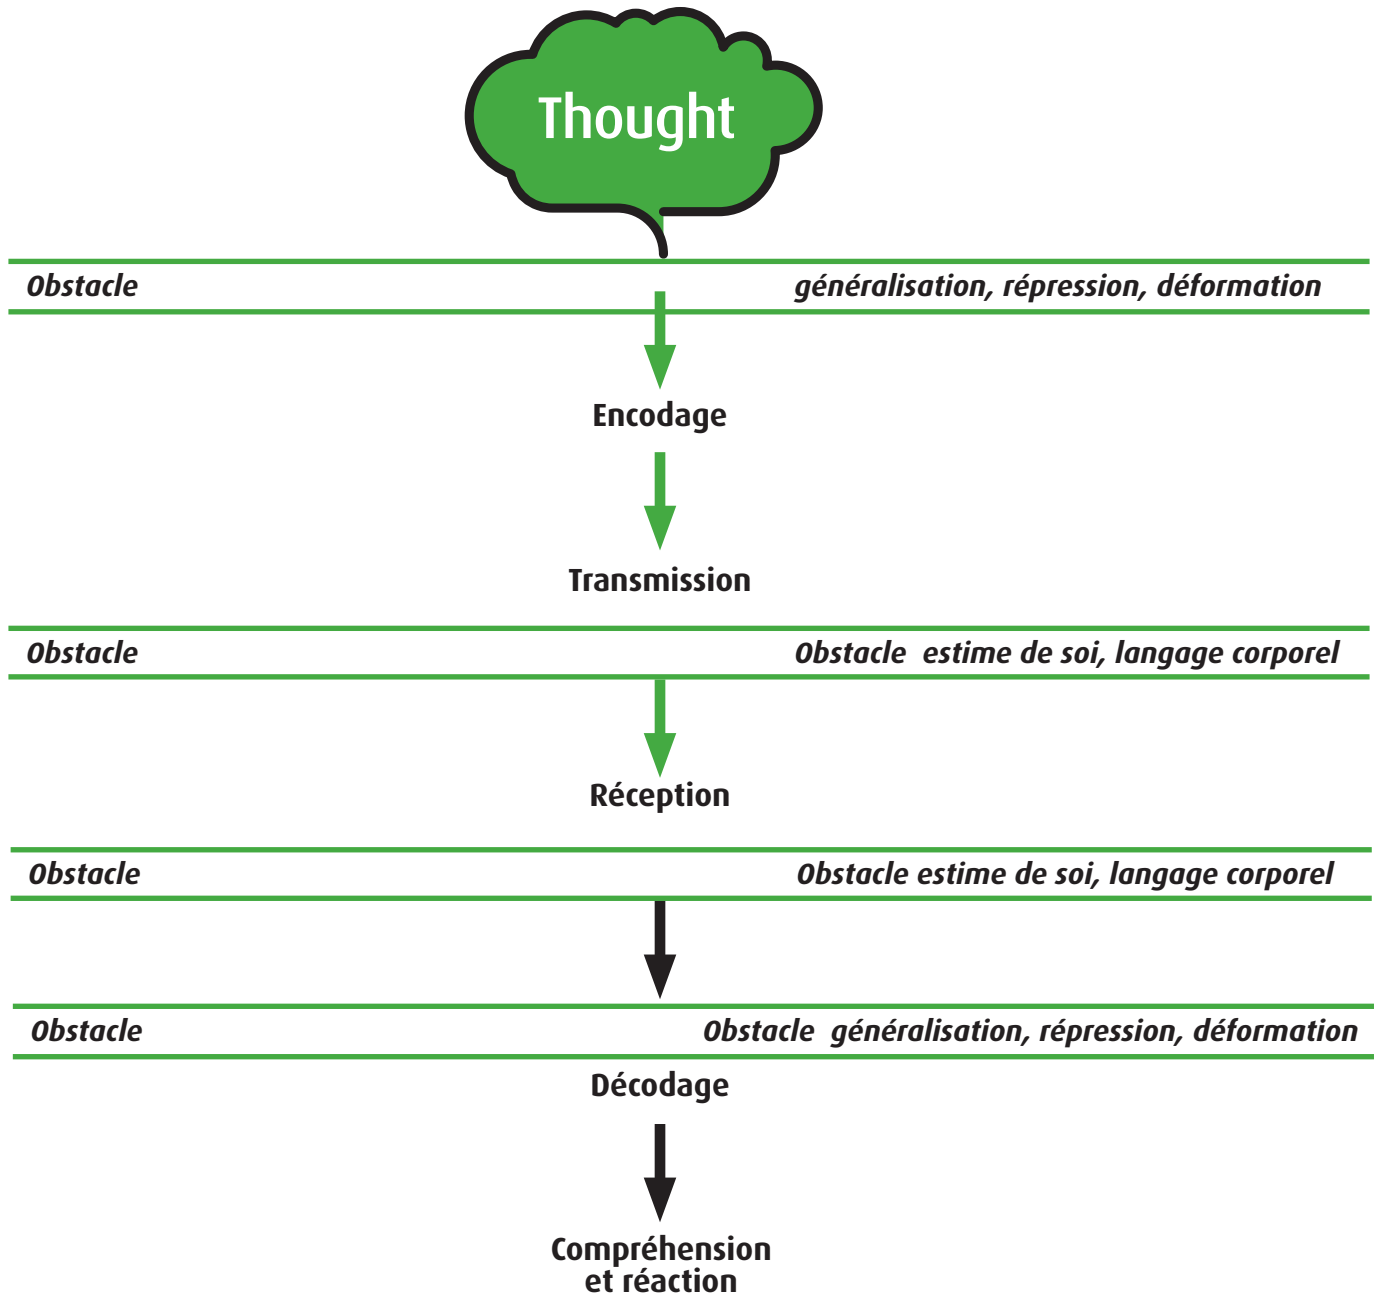 Thought
Obstacle généralisation, répression, déformation
Encodage
Transmission
Obstacle Obstacle estime de soi, langage corporel
Réception
Obstacle Obstacle estime de soi, langage corporel
Obstacle Obstacle généralisation, répression, déformation
Décodage
Compréhension
et réaction